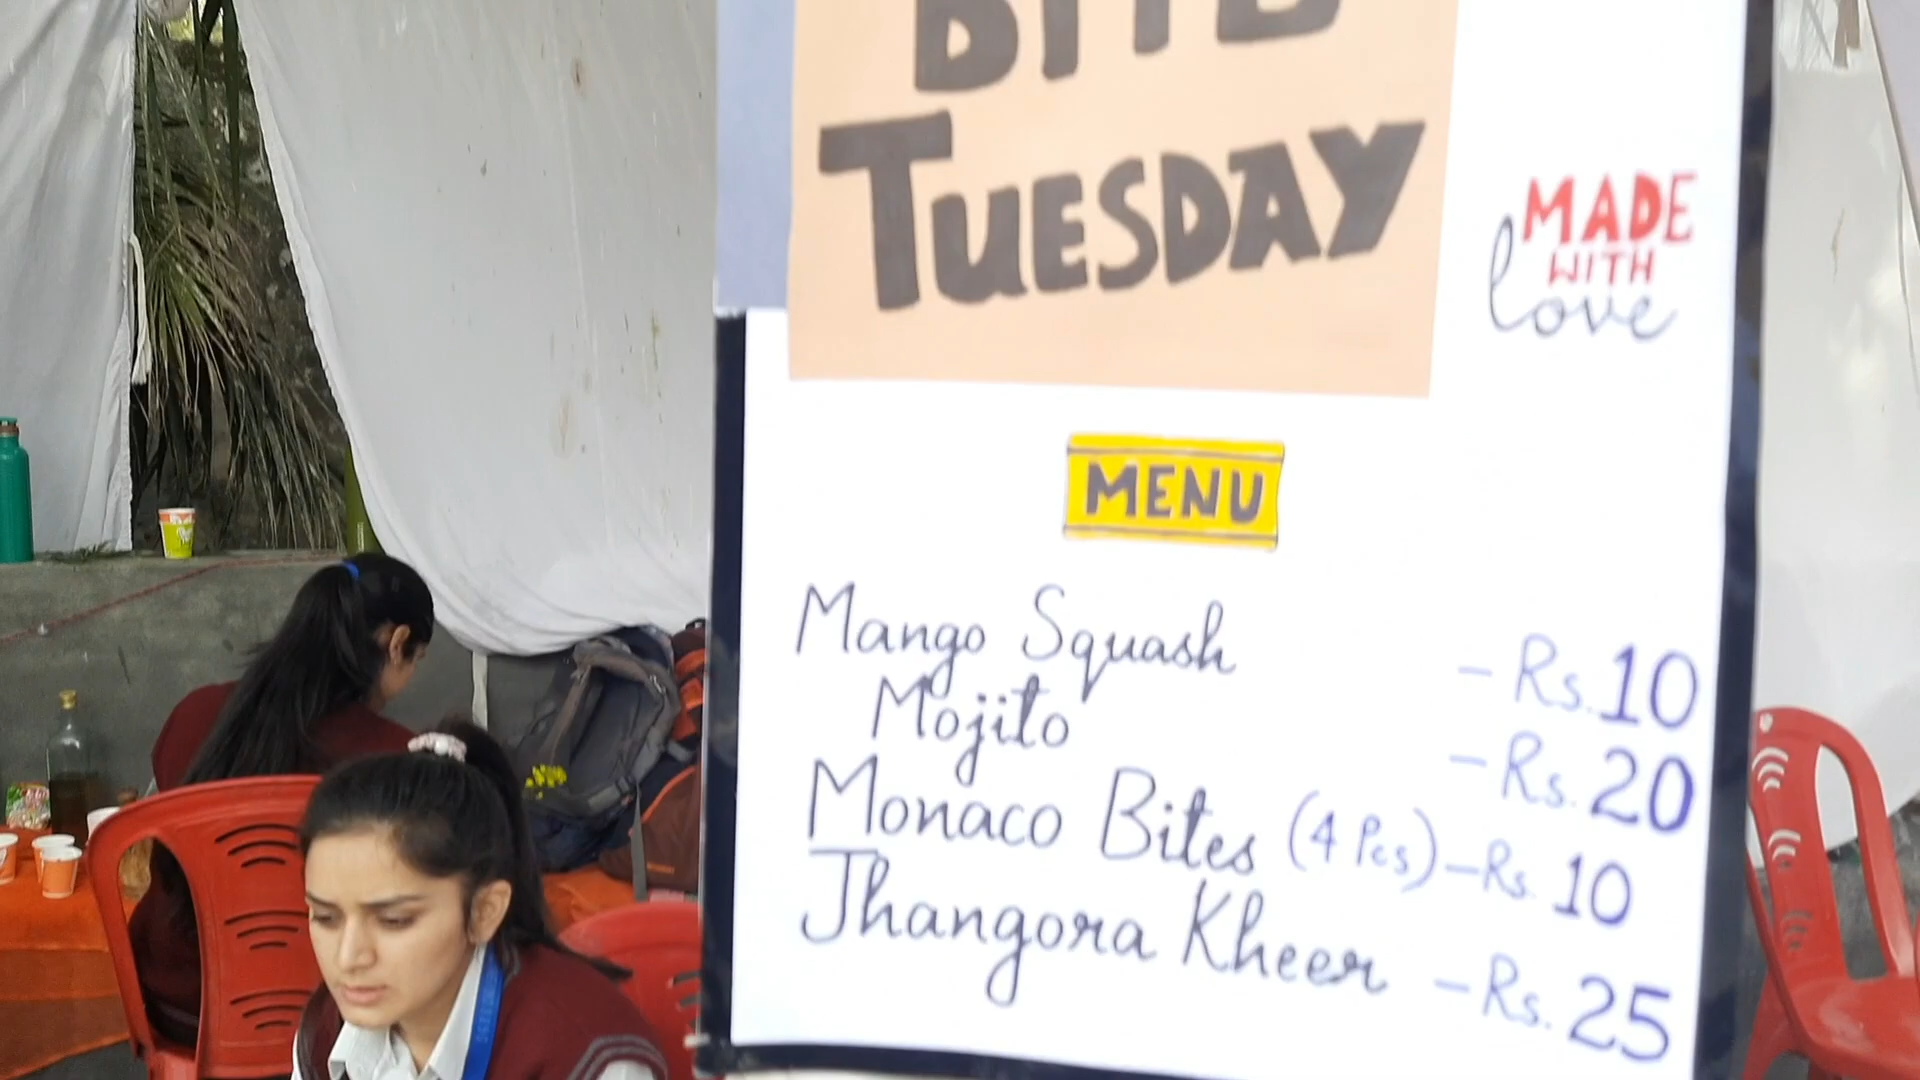 BITE
TUESDAY
MADE
WITH
love
MENU
Mango Squash - Rs. 10
Mojito - Rs. 20
Monaco Bites (4 Pcs) - Rs. 10
Jhangora Kheer - Rs. 25